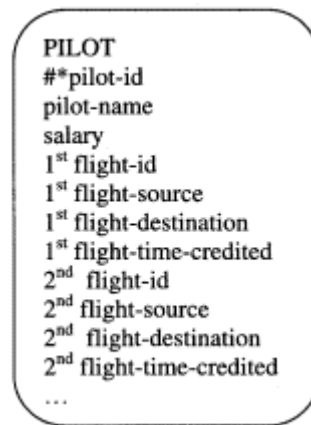 PILOT
#*pilot-id
pilot-name
salary
1st flight-id
1st flight-source
1st flight-destination
1st flight-time-credited
2nd flight-id
2nd flight-source
2nd flight-destination
2nd flight-time-credited
...